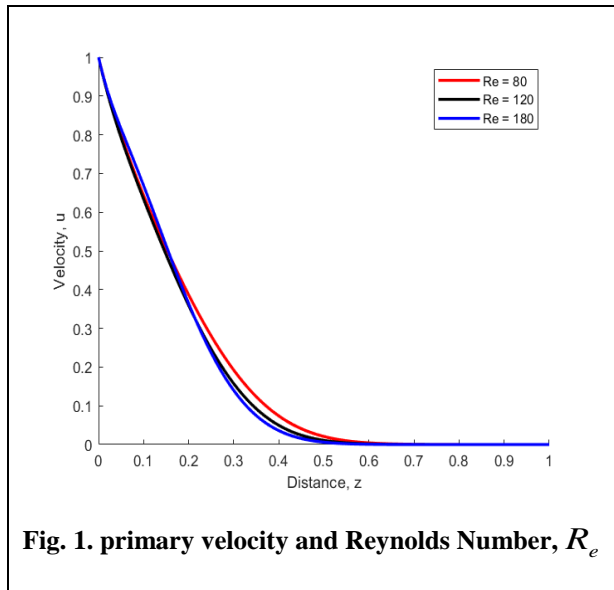 1
0.9
0.8
0.7
0.6
0.5
0.4
0.3
0.2
0.1
0
Velocity, u
Re = 80
Re = 120
Re = 180
0 0.1 0.2 0.3 0.4 0.5 0.6 0.7 0.8 0.9 1
Distance, z
Fig. 1. primary velocity and Reynolds Number, R_e